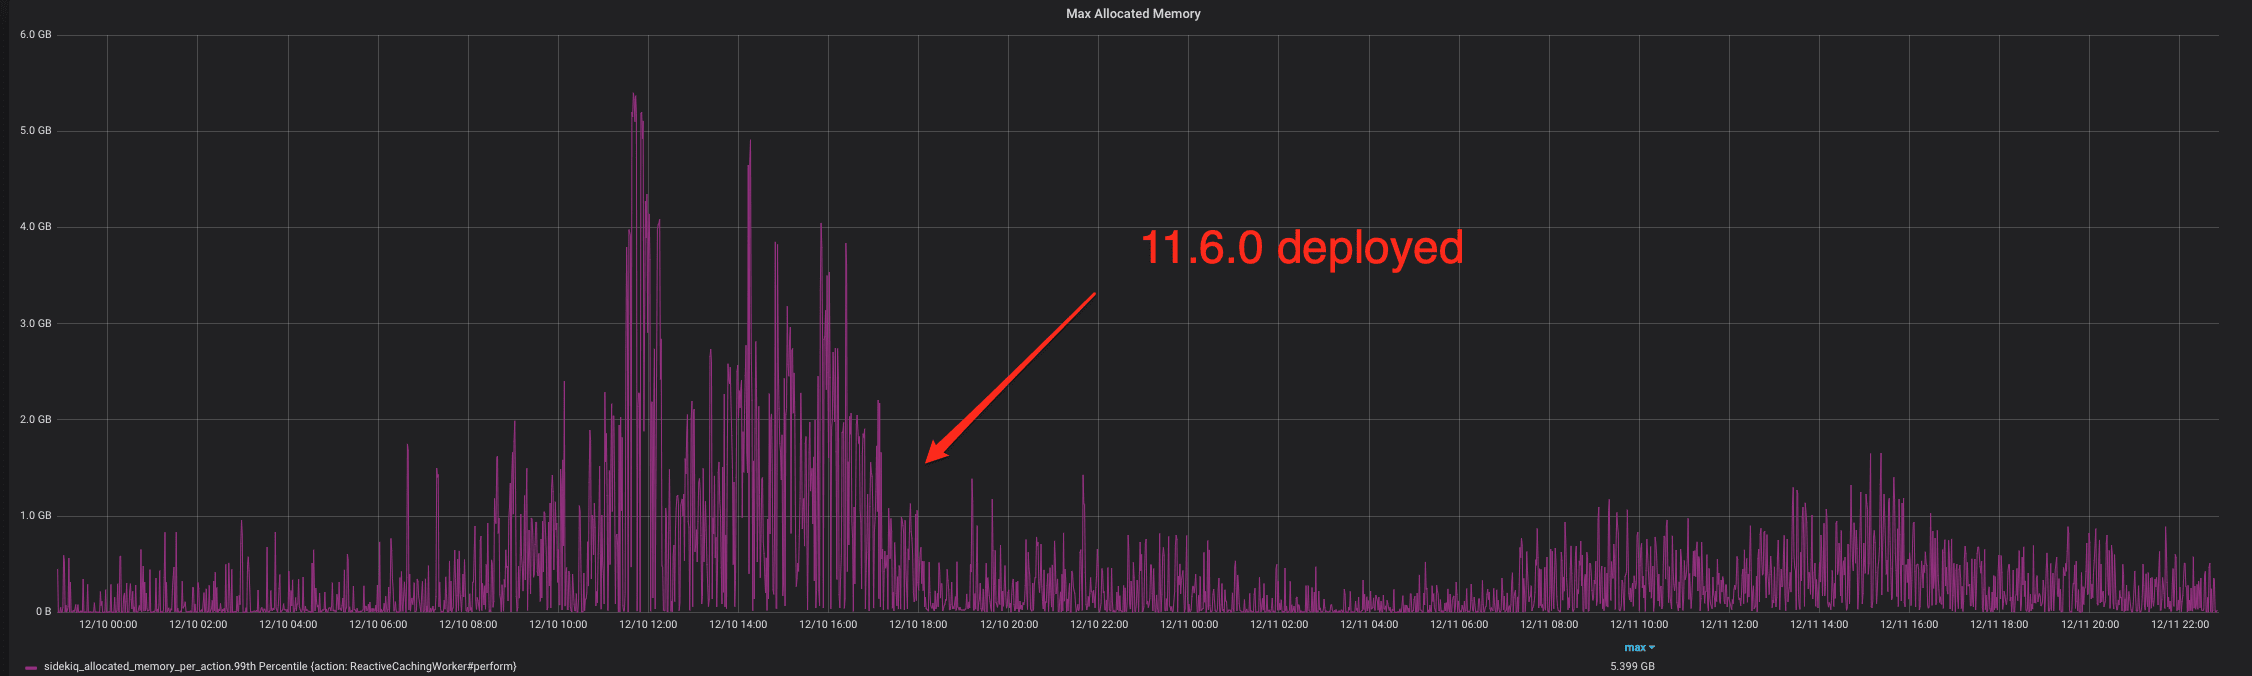 Max Allocated Memory
6.0 GB
5.0 GB
4.0 GB
3.0 GB
2.0 GB
1.0 GB
0 B
11.6.0 deployed
12/10 00:00 12/10 02:00 12/10 04:00 12/10 06:00 12/10 08:00 12/10 10:00 12/10 12:00 12/10 14:00 12/10 16:00 12/10 18:00 12/10 20:00 12/10 22:00 12/11 00:00 12/11 02:00 12/11 04:00 12/11 06:00 12/11 08:00 12/11 10:00 12/11 12:00 12/11 14:00 12/11 16:00 12/11 18:00 12/11 20:00 12/11 22:00
max
sidekiq_allocated_memory_per_action.99th Percentile {action: ReactiveCachingWorker#perform} 5.399 GB